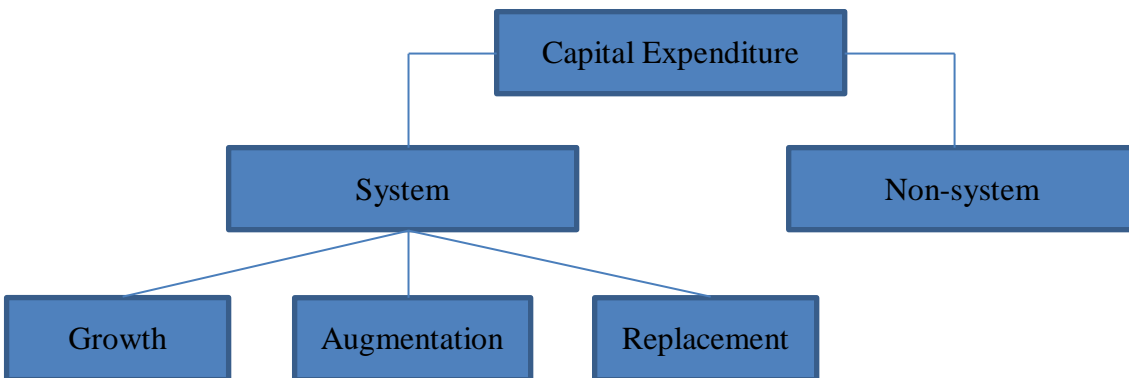 Capital Expenditure
System
Non-system
Growth
Augmentation
Replacement